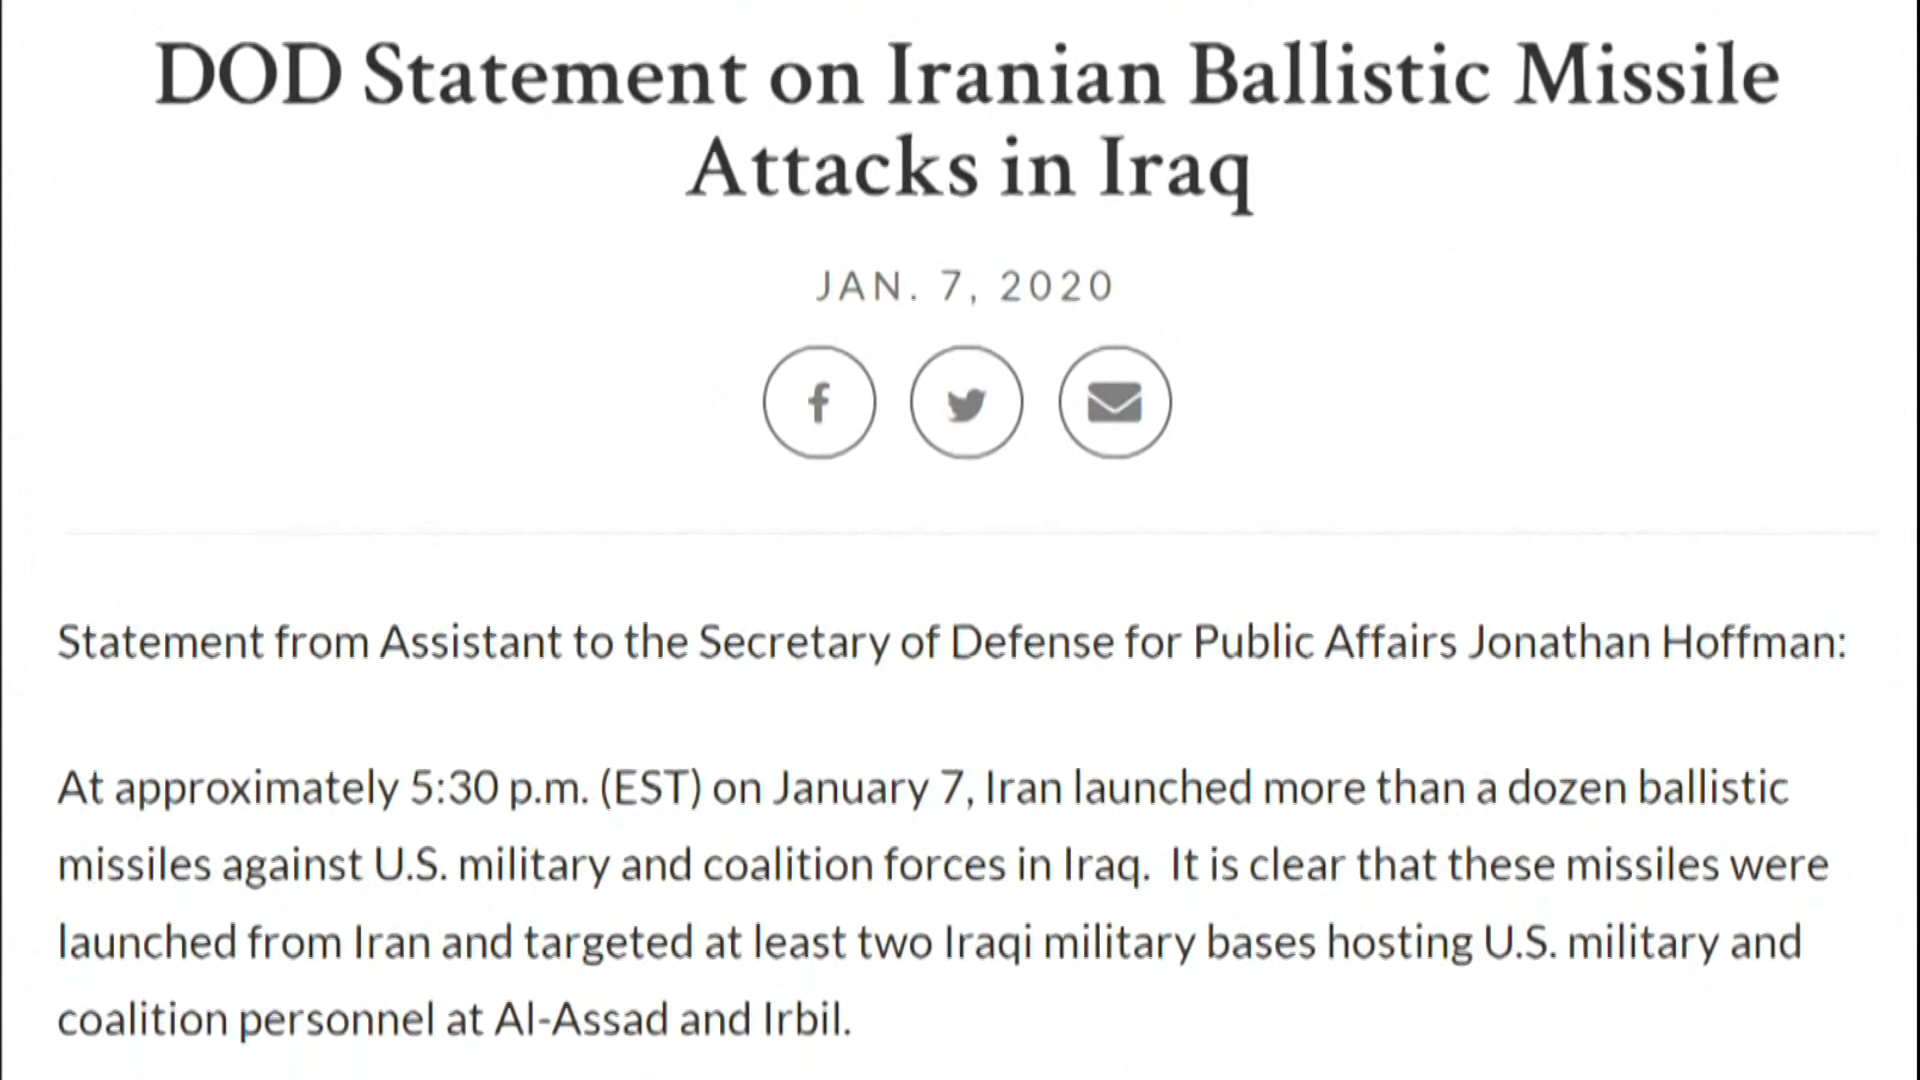 DOD Statement on Iranian Ballistic Missile
Attacks in Iraq
JAN. 7, 2020
Statement from Assistant to the Secretary of Defense for Public Affairs Jonathan Hoffman:
At approximately 5:30 p.m. (EST) on January 7, Iran launched more than a dozen ballistic
missiles against U.S. military and coalition forces in Iraq.  It is clear that these missiles were
launched from Iran and targeted at least two Iraqi military bases hosting U.S. military and
coalition personnel at Al-Assad and Irbil.